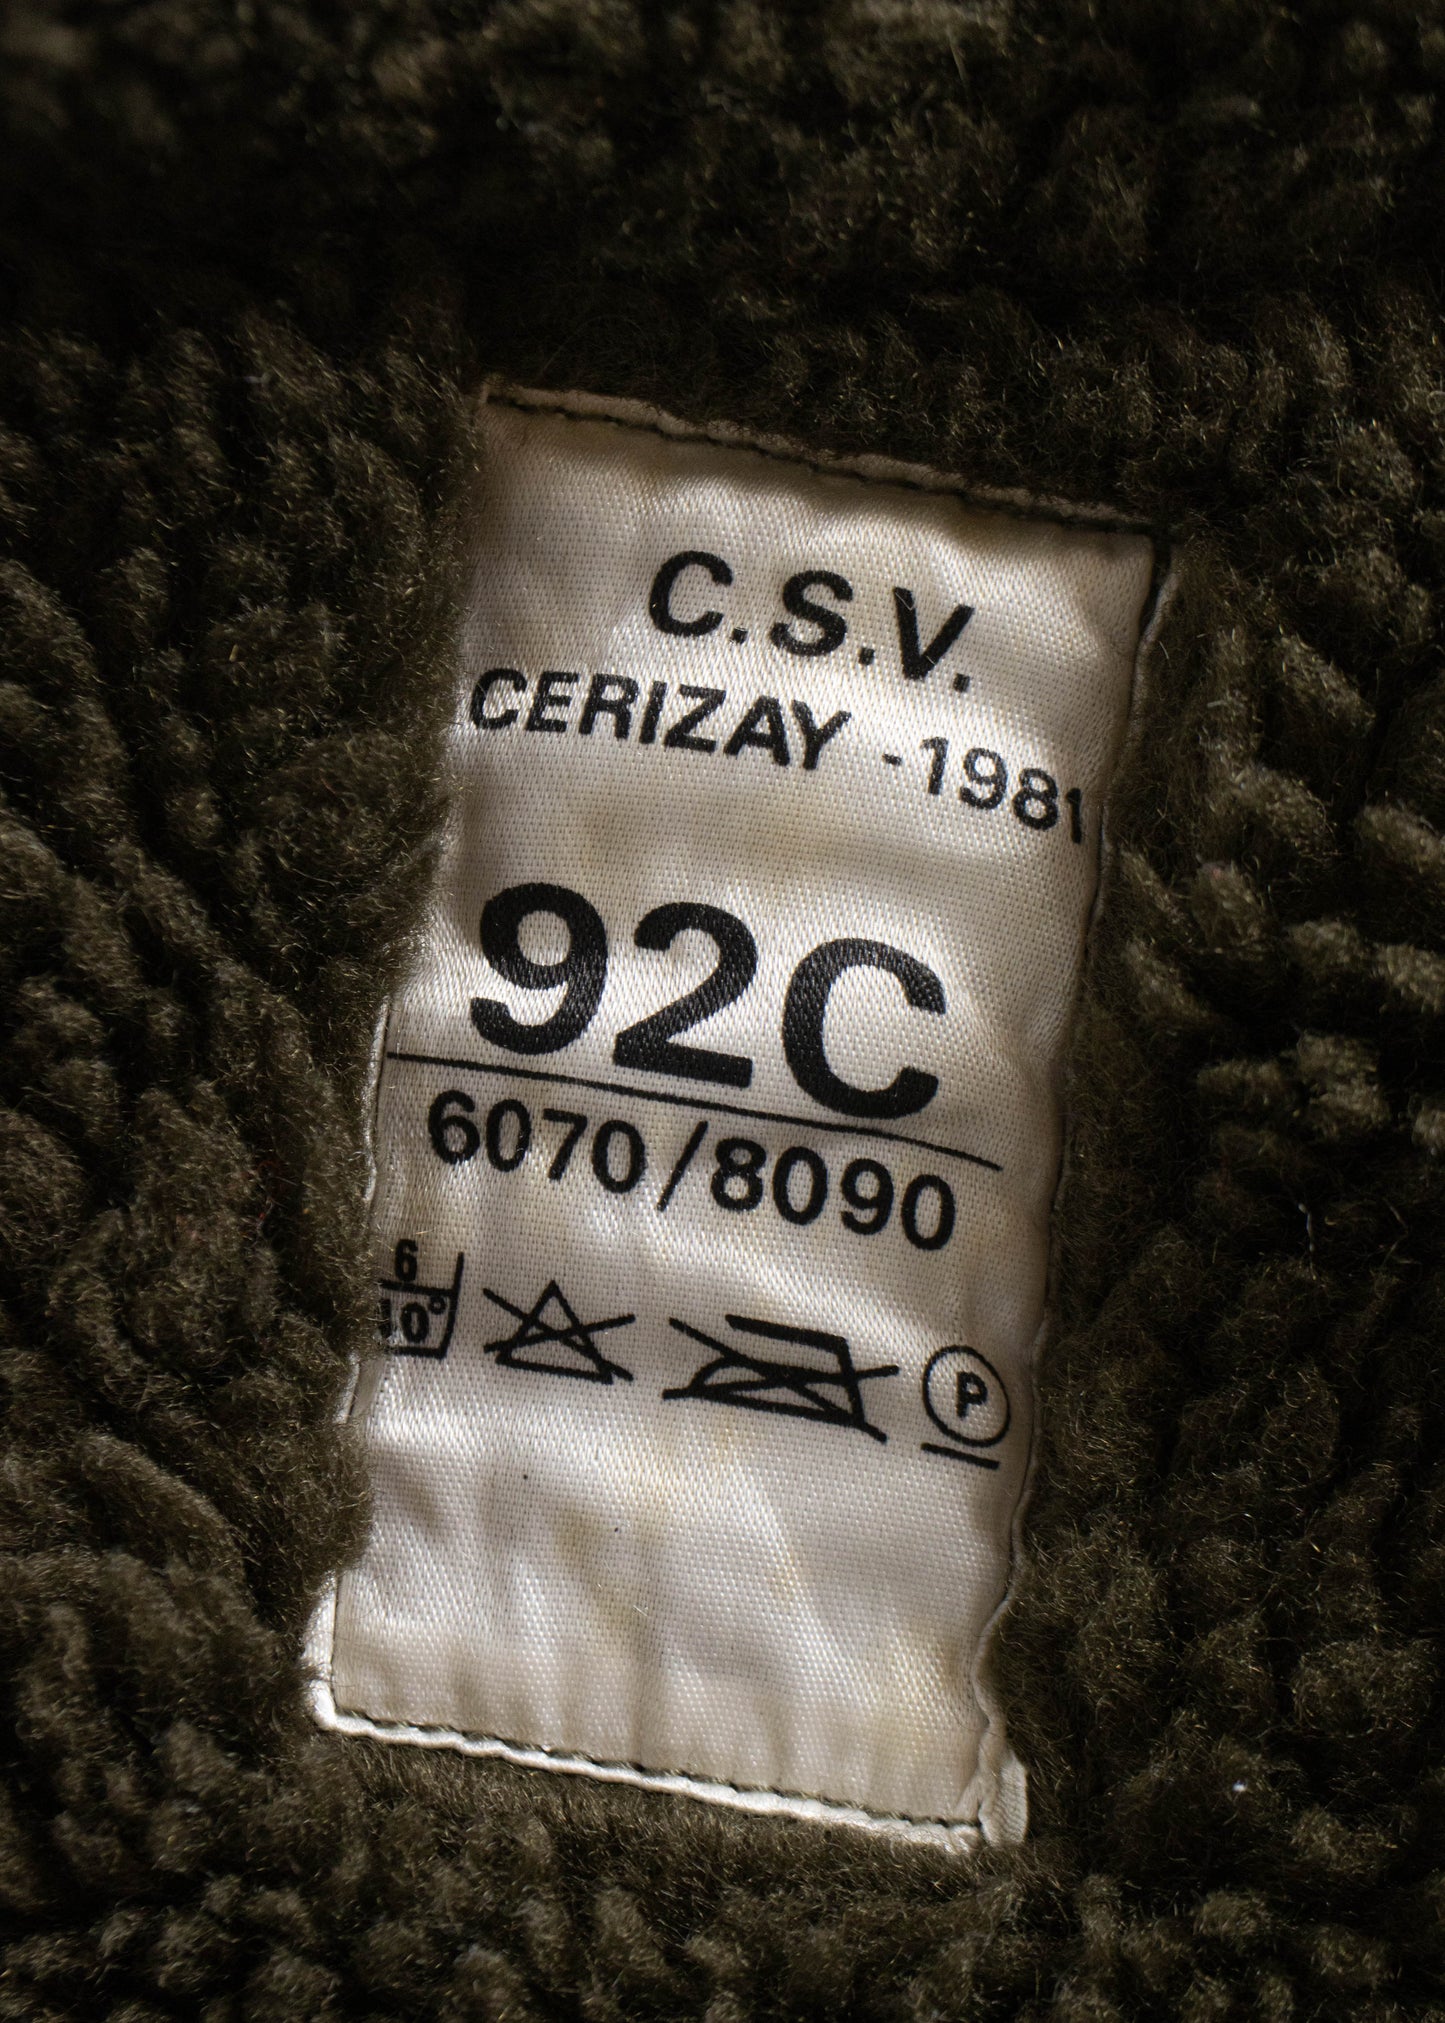 C.S.V.
CERIZAY -1981
92C
6070/8090
6
40°
P